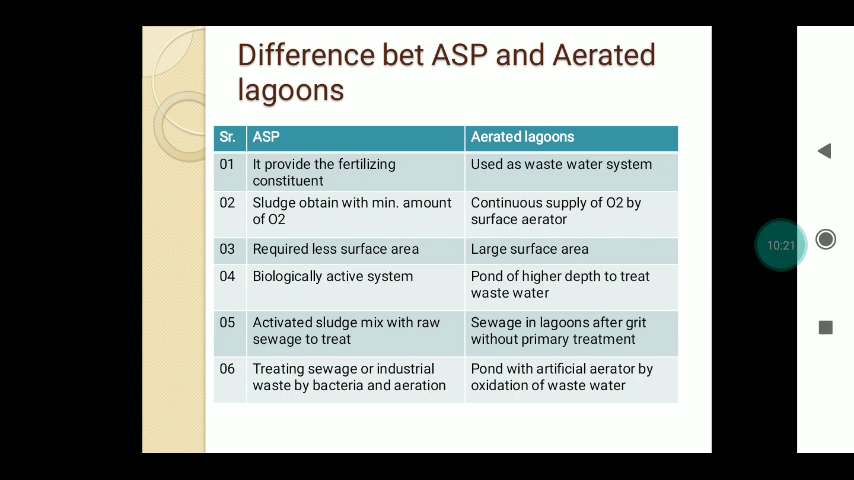 Difference bet ASP and Aerated
lagoons
Sr. ASP Aerated lagoons
01 It provide the fertilizing Used as waste water system
constituent
02 Sludge obtain with min. amount Continuous supply of O2 by
of O2 surface aerator
03 Required less surface area Large surface area
04 Biologically active system Pond of higher depth to treat
waste water
05 Activated sludge mix with raw Sewage in lagoons after grit
sewage to treat without primary treatment
06 Treating sewage or industrial Pond with artificial aerator by
waste by bacteria and aeration oxidation of waste water
10:21